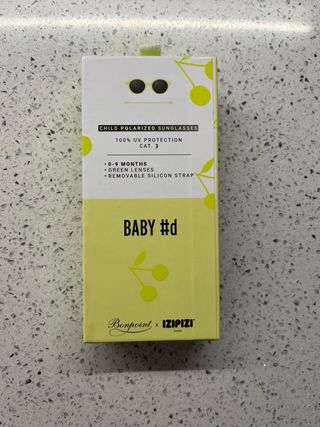 CHILD POLARIZED SUNGLASSES
100% UV PROTECTION
CAT. 3
• 0-9 MONTHS
• GREEN LENSES
• REMOVABLE SILICON STRAP
BABY #d
Bonpoint x IZIPIZI
PARIS